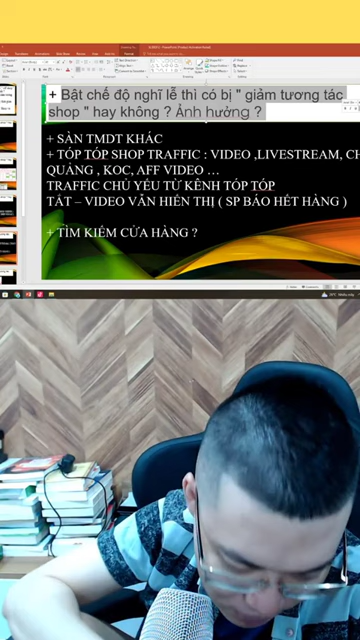 + Bật chế độ nghĩ lễ thì có bị " giảm tương tác
shop " hay không ? Ảnh hưởng ?
+ SÀN TMDT KHÁC
+ TÓP TÓP SHOP TRAFFIC : VIDEO ,LIVESTREAM, CH
QUẢNG , KOC, AFF VIDEO …
TRAFFIC CHỦ YẾU TỪ KÊNH TÓP TÓP
TẮT – VIDEO VẪN HIỂN THỊ ( SP BÁO HẾT HÀNG )
+ TÌM KIẾM CỬA HÀNG ?